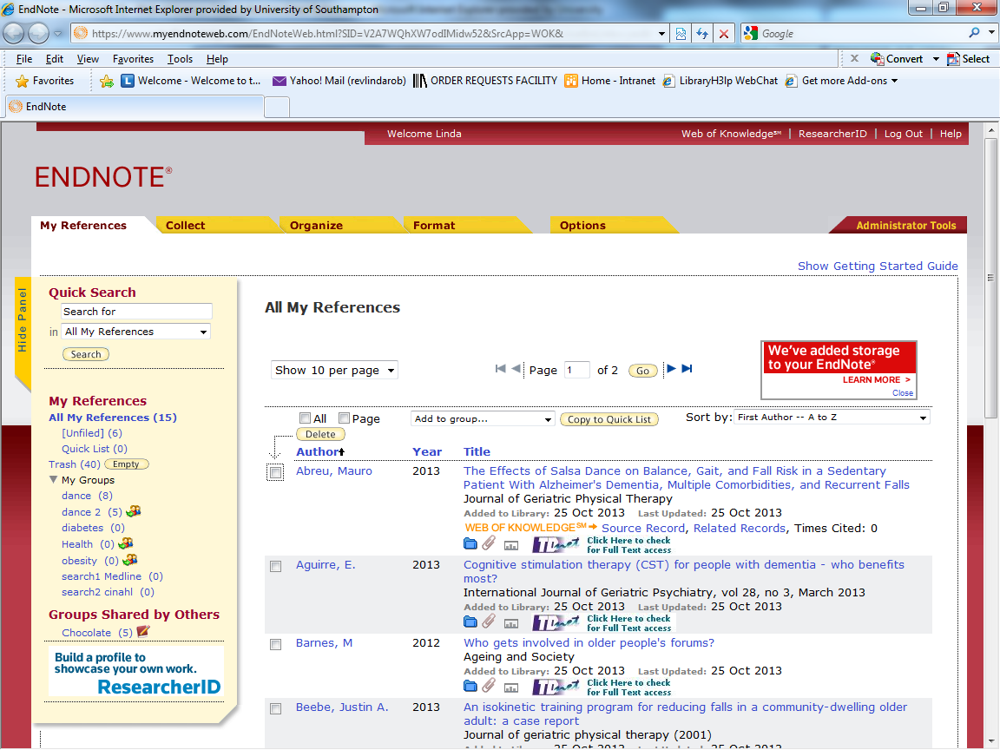 EndNote - Microsoft Internet Explorer provided by University of Southampton
https://www.myendnoteweb.com/EndNoteWeb.html?SID=V2A7WQhXW7odIMidw52&SrcApp=WOK&
Google
File Edit View Favorites Tools Help
Convert Select
Favorites Welcome - Welcome to t... Yahoo! Mail (revlindarob) ORDER REQUESTS FACILITY Home - Intranet LibraryH3lp WebChat Get more Add-ons
EndNote
Welcome Linda
Web of Knowledge℠ | ResearcherID | Log Out | Help
ENDNOTE®
My References Collect Organize Format Options Administrator Tools
Show Getting Started Guide
Hide Panel
Quick Search
Search for
in All My References
Search
My References
All My References (15)
[Unfiled] (6)
Quick List (0)
Trash (40) Empty
My Groups
dance (8)
dance 2 (5)
diabetes (0)
Health (0)
obesity (0)
search1 Medline (0)
search2 cinahl (0)
Groups Shared by Others
Chocolate (5)
Build a profile to
showcase your own work.
ResearcherID
All My References
Show 10 per page
Page 1 of 2 Go
We've added storage
to your EndNote®
LEARN MORE >
Close
All Page Add to group... Copy to Quick List Sort by: First Author -- A to Z
Delete
Author Year Title
Abreu, Mauro 2013 The Effects of Salsa Dance on Balance, Gait, and Fall Risk in a Sedentary
Patient With Alzheimer's Dementia, Multiple Comorbidities, and Recurrent Falls
Journal of Geriatric Physical Therapy
Added to Library: 25 Oct 2013 Last Updated: 25 Oct 2013
WEB OF KNOWLEDGE℠ Source Record, Related Records, Times Cited: 0
TDnet Click Here to check
for Full Text access
Aguirre, E. 2013 Cognitive stimulation therapy (CST) for people with dementia - who benefits
most?
International Journal of Geriatric Psychiatry, vol 28, no 3, March 2013
Added to Library: 25 Oct 2013 Last Updated: 25 Oct 2013
TDnet Click Here to check
for Full Text access
Barnes, M 2012 Who gets involved in older people's forums?
Ageing and Society
Added to Library: 25 Oct 2013 Last Updated: 25 Oct 2013
TDnet Click Here to check
for Full Text access
Beebe, Justin A. 2013 An isokinetic training program for reducing falls in a community-dwelling older
adult: a case report
Journal of geriatric physical therapy (2001)